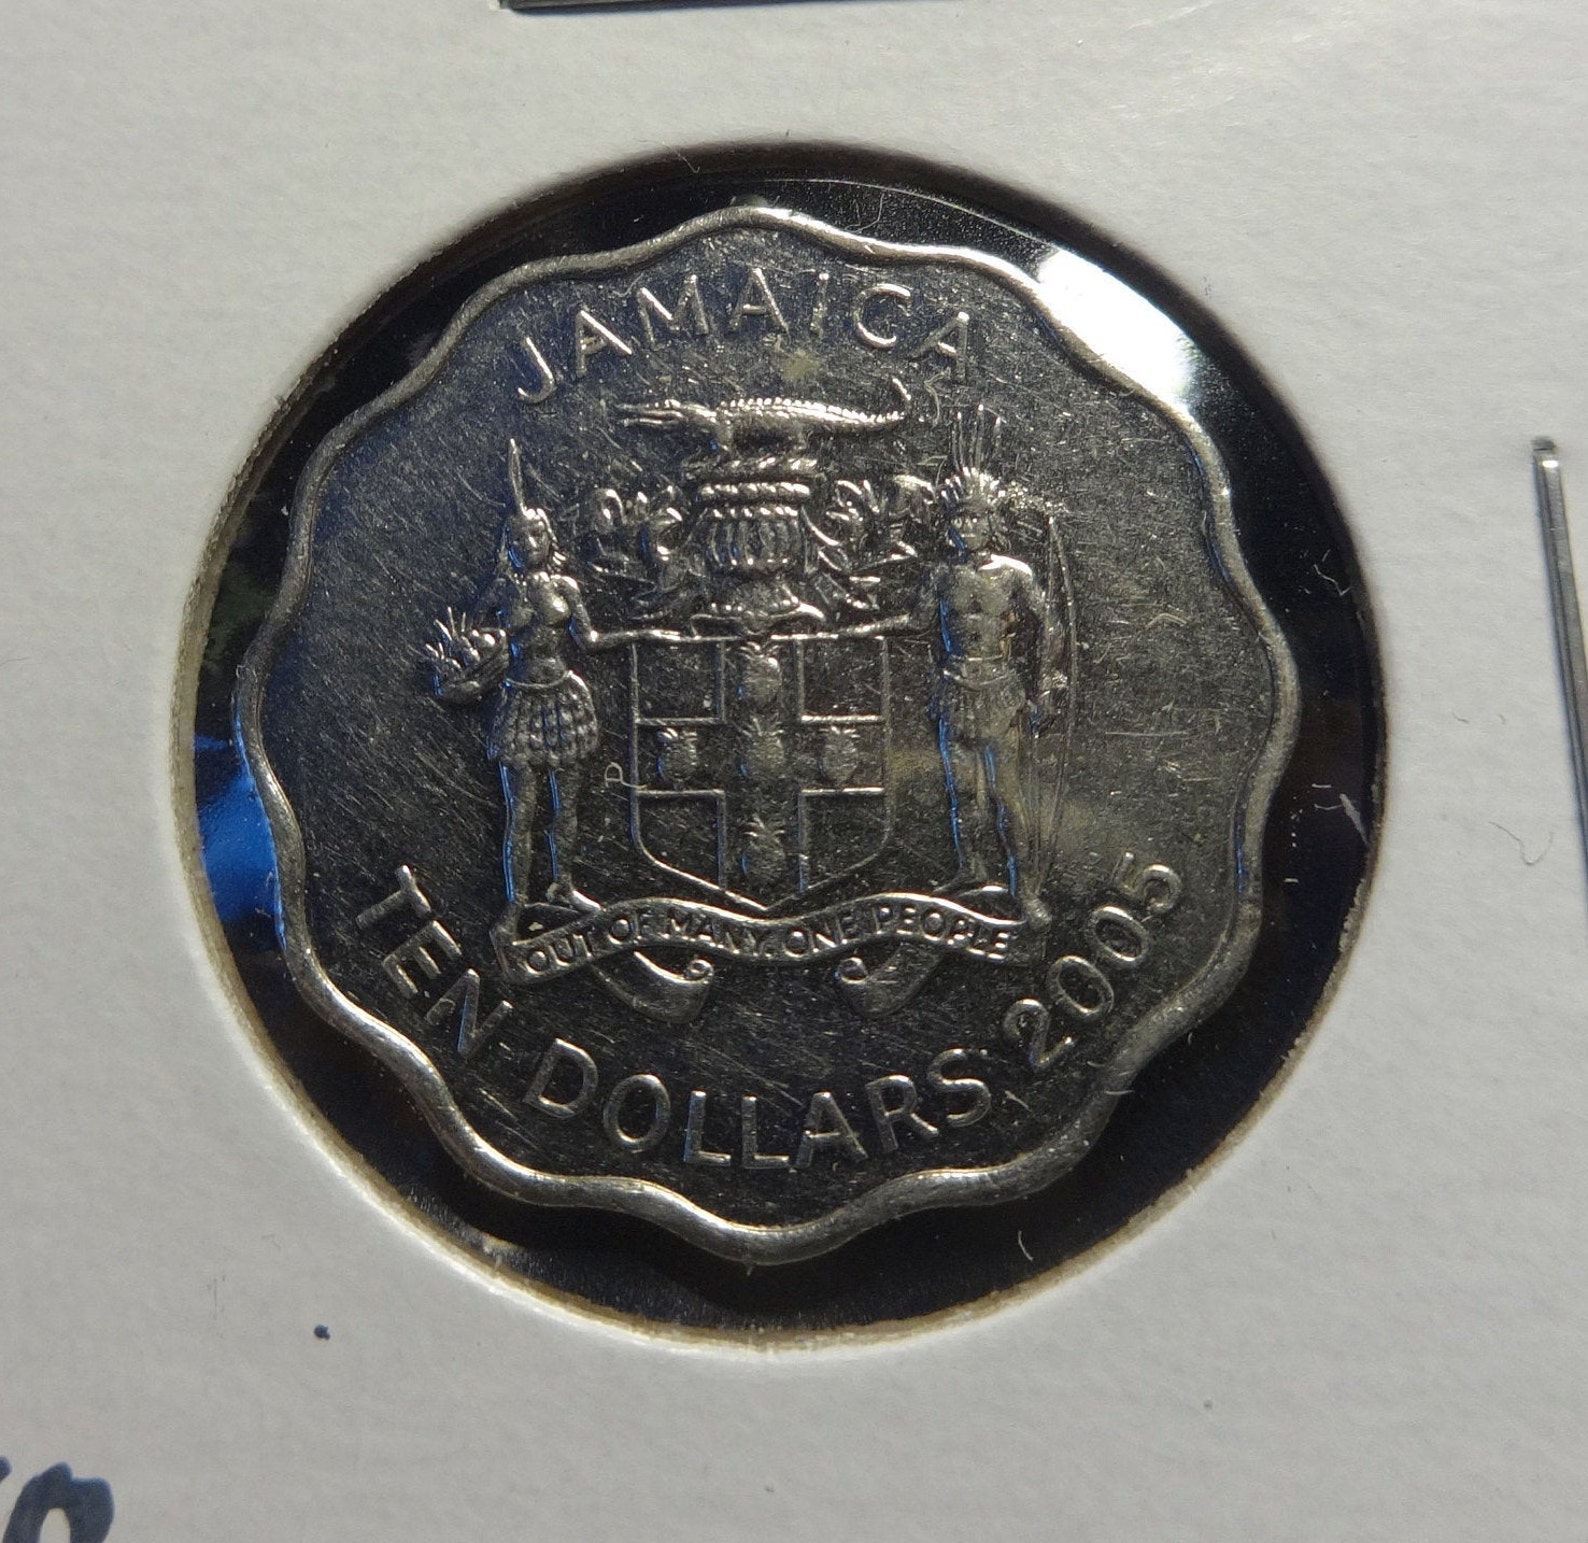 JAMAICA
OUT OF MANY, ONE PEOPLE
TEN DOLLARS 2005